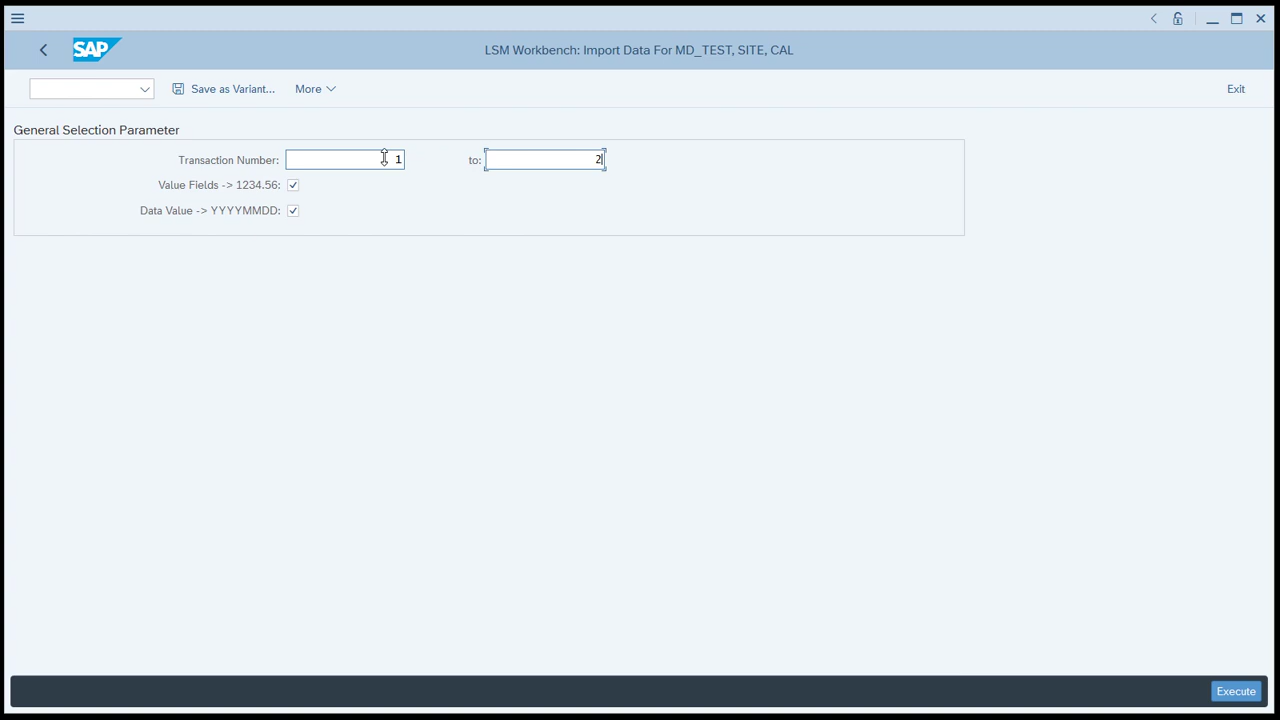 SAP
LSM Workbench: Import Data For MD_TEST, SITE, CAL
Save as Variant...
More
Exit
General Selection Parameter
Transaction Number: 1 to: 2
Value Fields -> 1234.56:
Data Value -> YYYYMMDD:
Execute